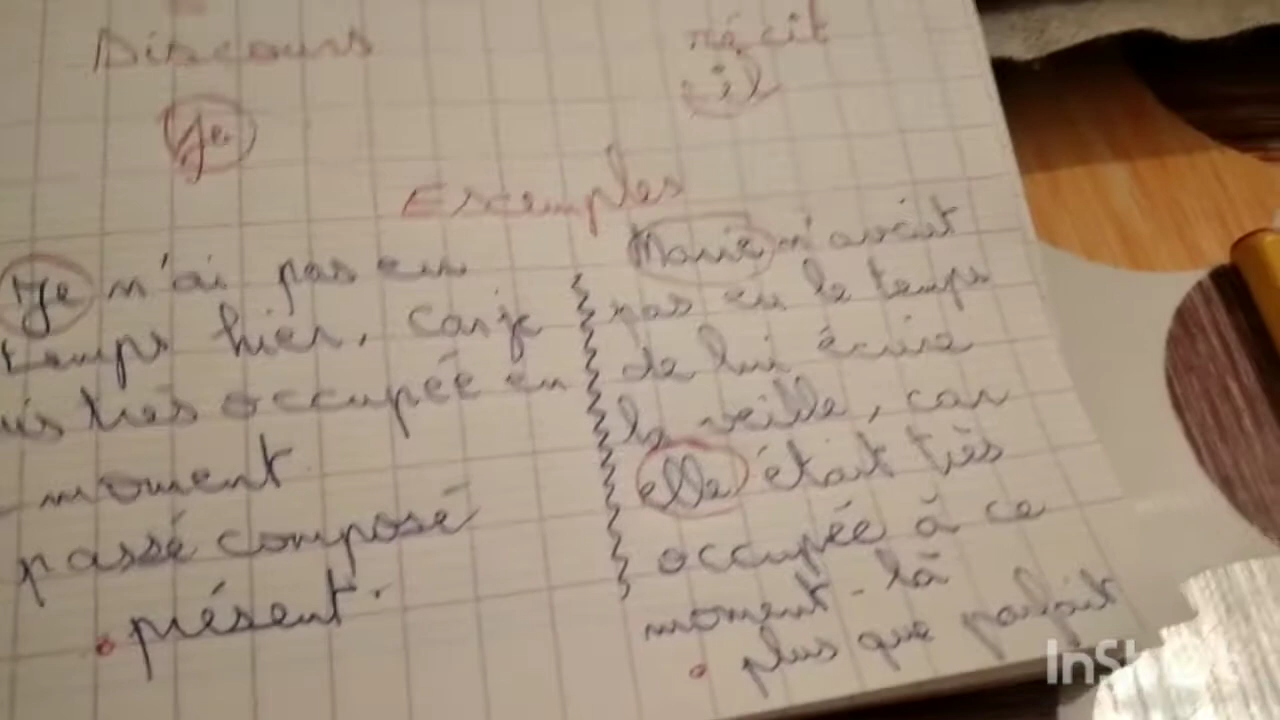 Discours
récit
je
il
Exemples
Je n'ai pas eu
temps hier, car je
uis très occupée en
moment
passé composé
• présent.
Marie n'avait
pas eu le temps
de lui écrire
la veille, car
elle était très
occupée à ce
moment-là
• plus que parfait
InShOt